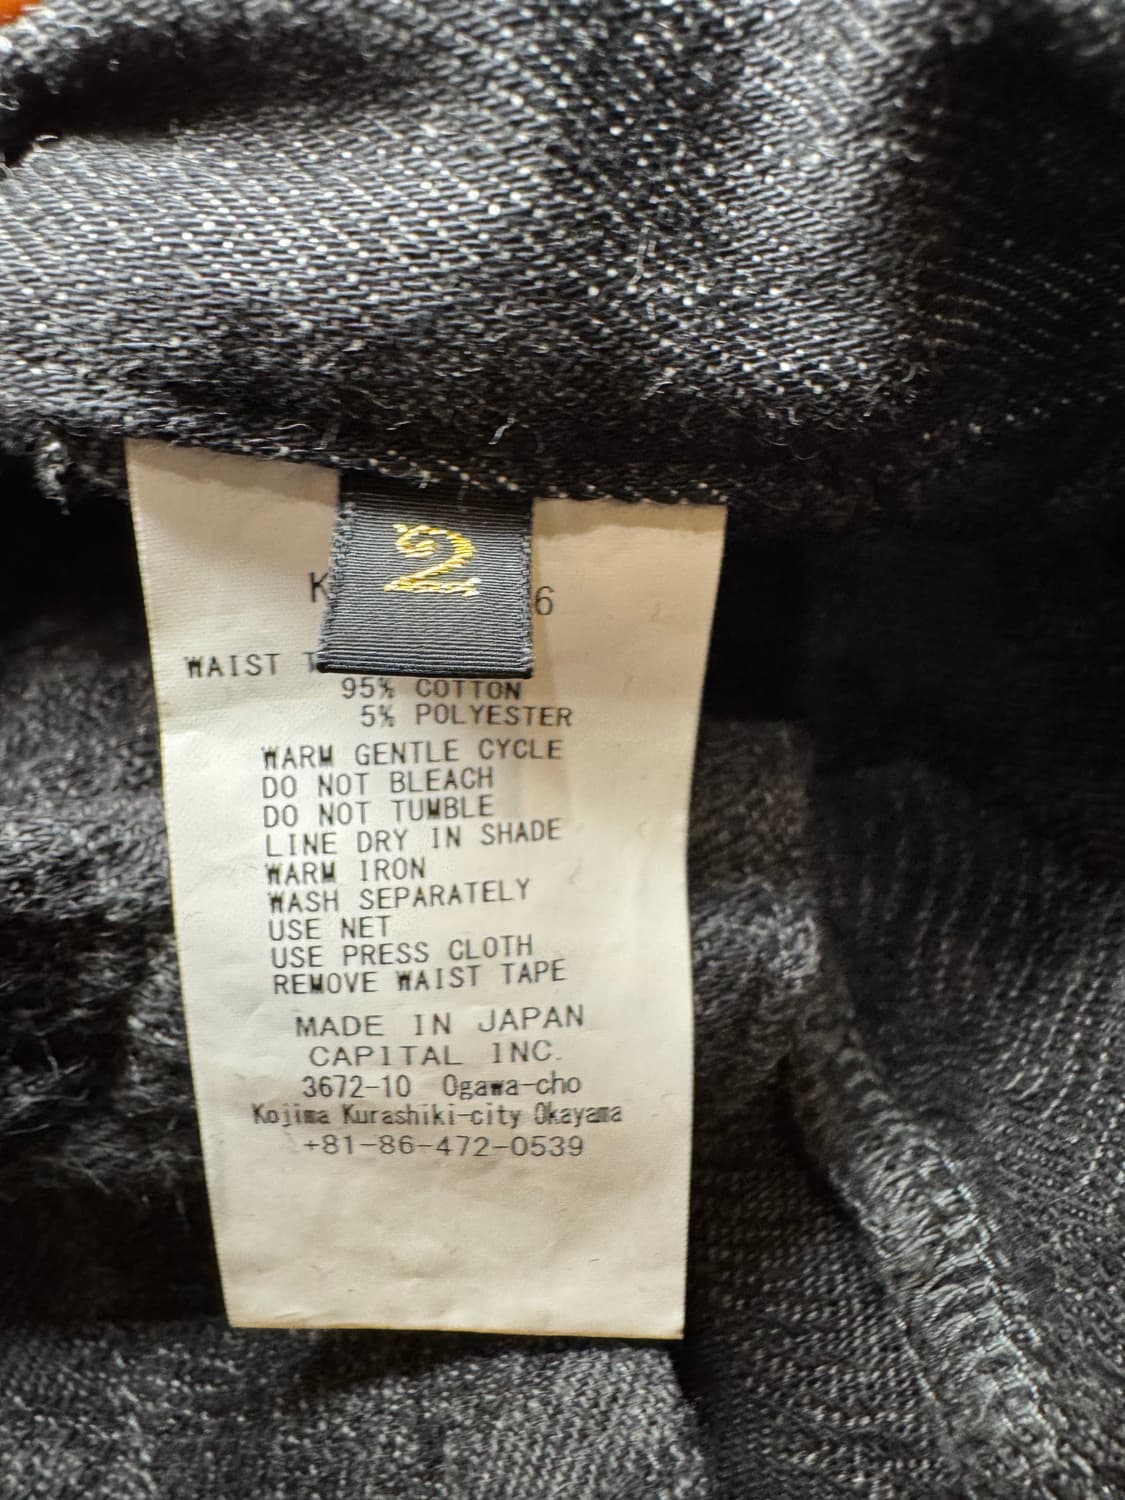 2
6
WAIST
95% COTTON
5% POLYESTER
WARM GENTLE CYCLE
DO NOT BLEACH
DO NOT TUMBLE
LINE DRY IN SHADE
WARM IRON
WASH SEPARATELY
USE NET
USE PRESS CLOTH
REMOVE WAIST TAPE
MADE IN JAPAN
CAPITAL INC.
3672-10 Ogawa-cho
Kojima Kurashiki-city Okayama
+81-86-472-0539